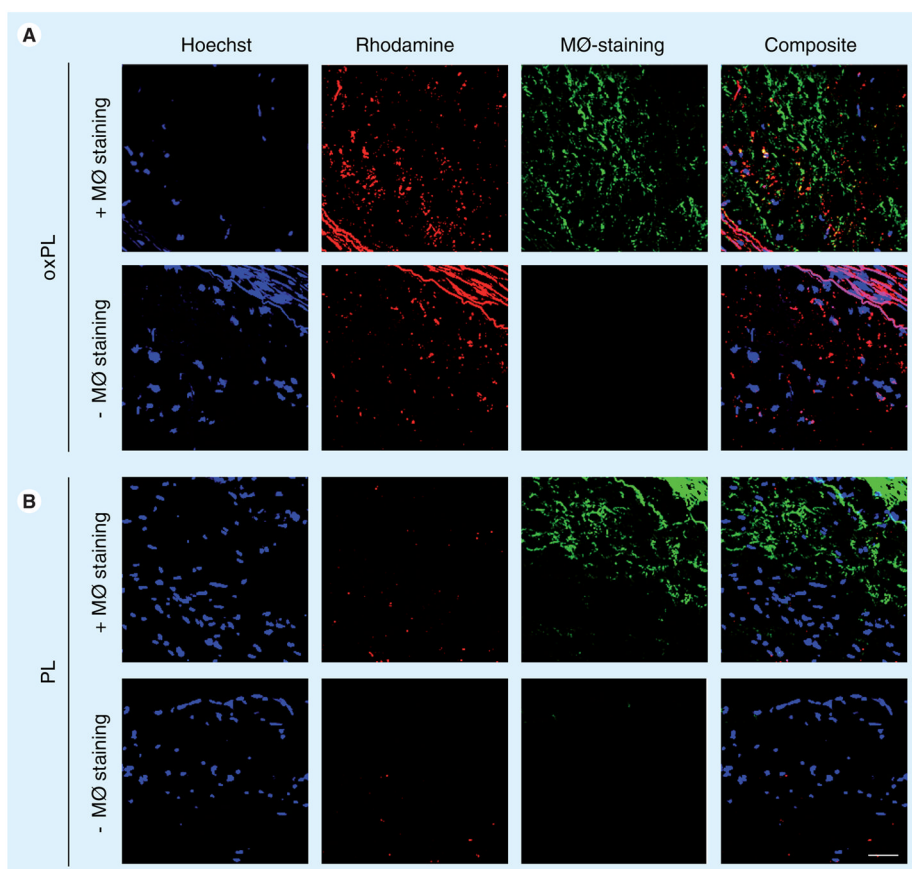 A
Hoechst Rhodamine MØ-staining Composite
oxPL
+ MØ staining
- MØ staining
B
PL
+ MØ staining
- MØ staining